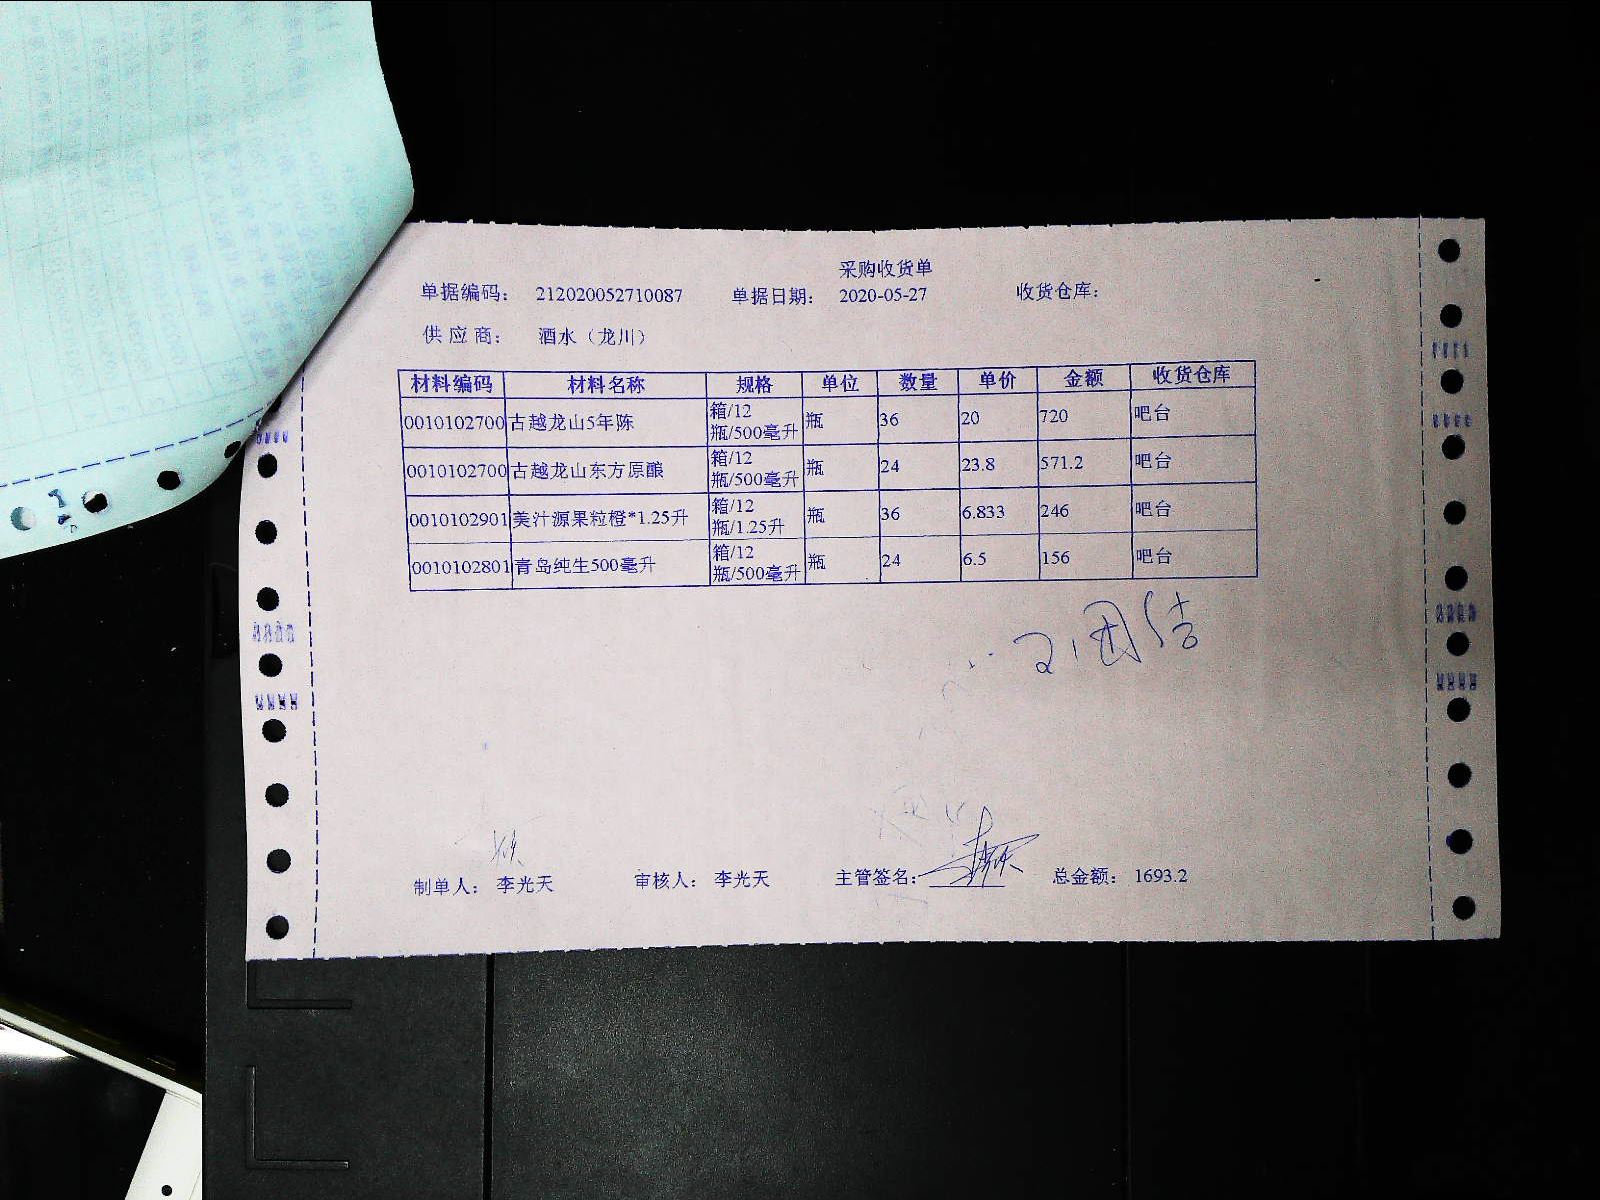 采购收货单
单据编码： 212020052710087 单据日期： 2020-05-27 收货仓库：
供应商： 酒水（龙川）
材料编码 材料名称 规格 单位 数量 单价 金额 收货仓库
0010102700 古越龙山5年陈 箱/12瓶/500毫升 瓶 36 20 720 吧台
0010102700 古越龙山东方原酿 箱/12瓶/500毫升 瓶 24 23.8 571.2 吧台
0010102901 美汁源果粒橙*1.25升 箱/12瓶/1.25升 瓶 36 6.833 246 吧台
0010102801 青岛纯生500毫升 箱/12瓶/500毫升 瓶 24 6.5 156 吧台
制单人： 李光天 审核人： 李光天 主管签名： 总金额： 1693.2